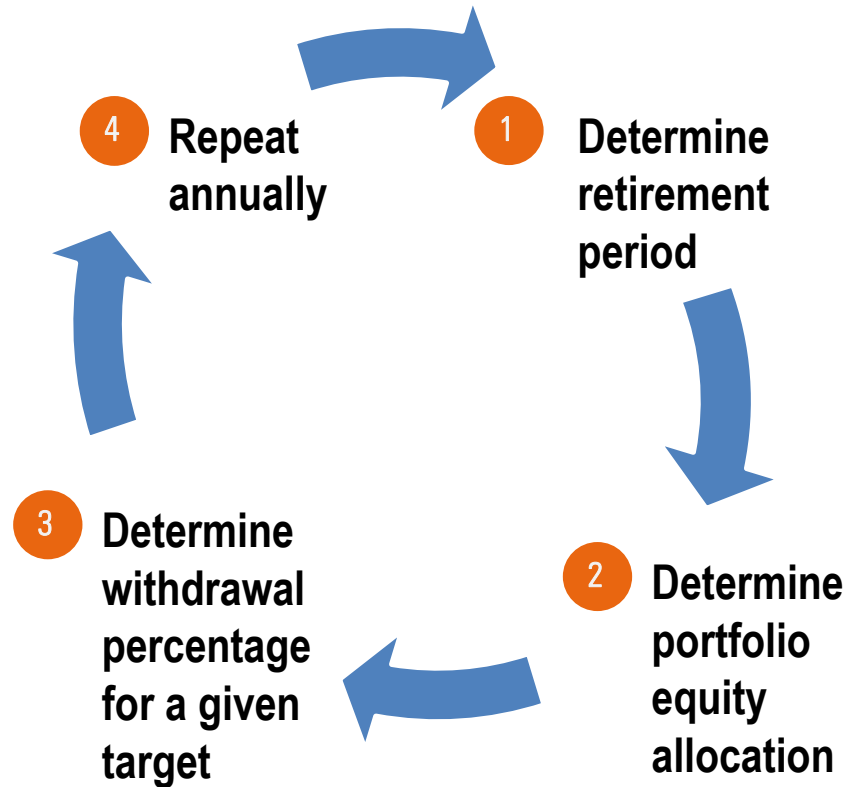 1
Determine
retirement
period
2
Determine
portfolio
equity
allocation
3
Determine
withdrawal
percentage
for a given
target
4
Repeat
annually